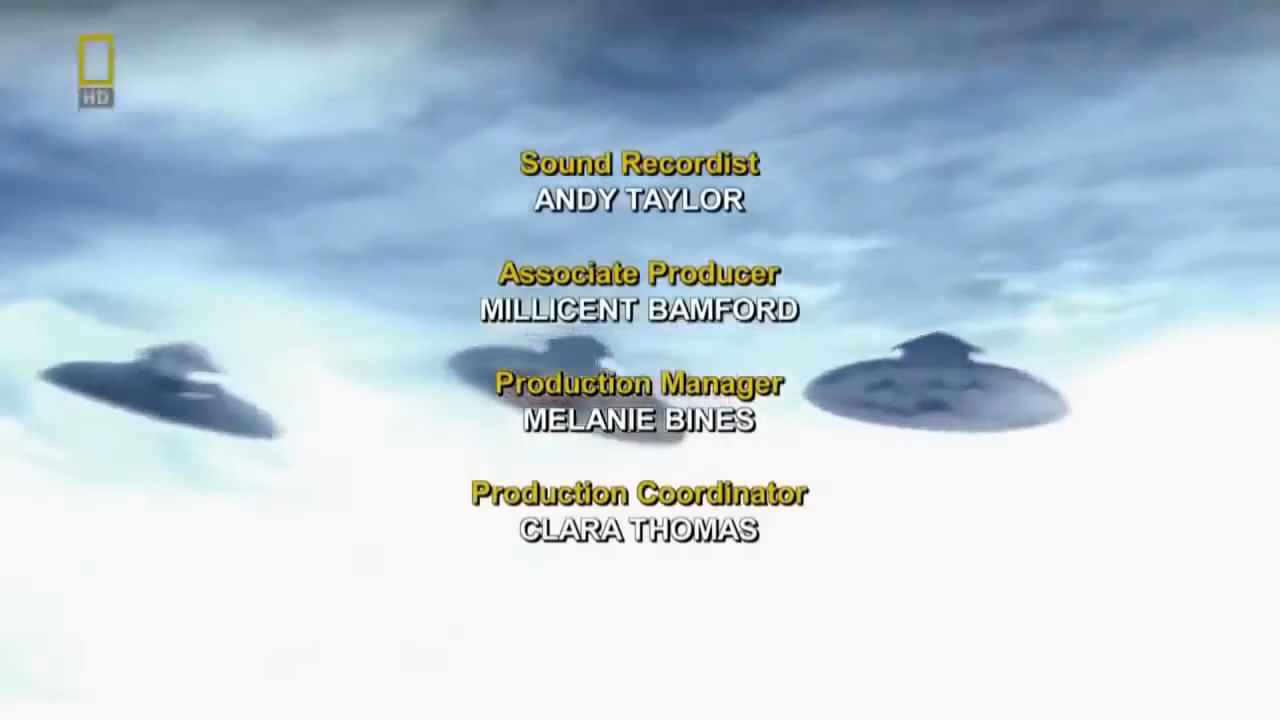 HD
Sound Recordist
ANDY TAYLOR
Associate Producer
MILLICENT BAMFORD
Production Manager
MELANIE BINES
Production Coordinator
CLARA THOMAS